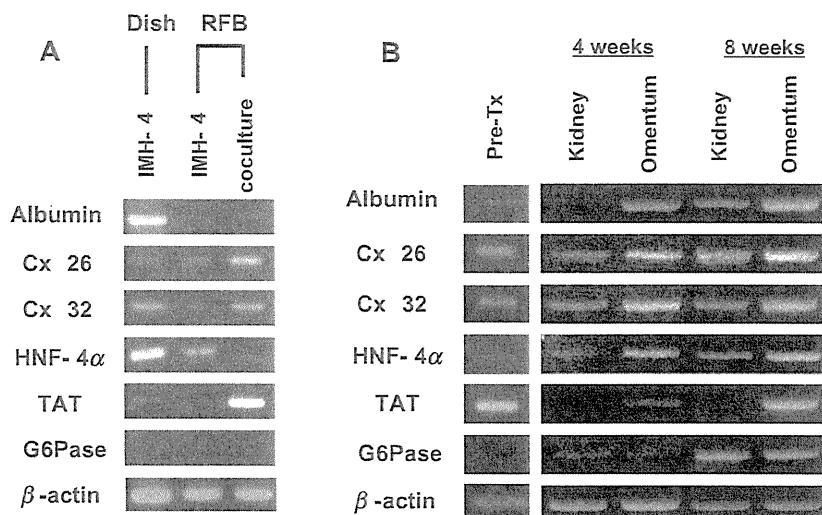 A
Dish
RFB
IMH-4
IMH-4
coculture
Albumin
Cx 26
Cx 32
HNF-4α
TAT
G6Pase
β-actin
B
4 weeks
8 weeks
Pre-Tx
Kidney
Omentum
Kidney
Omentum
Albumin
Cx 26
Cx 32
HNF-4α
TAT
G6Pase
β-actin